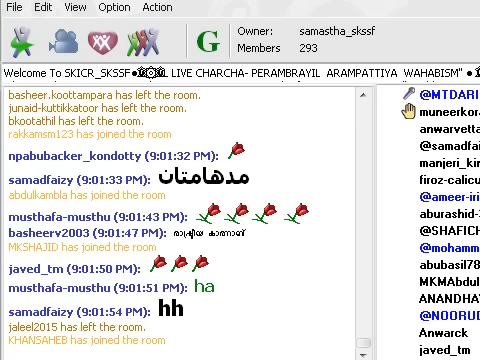 File Edit View Option Action
G Owner: samastha_skssf
Members 293
Welcome To SKICR_SKSSF LIVE CHARCHA- PERAMBRAYIL ARAMPATTIYA WAHABISM"
basheer.koottampara has left the room.
junaid-kuttikatoor has left the room.
bkootathil has left the room.
rakkamsm123 has joined the room
npabubacker_kondotty (9:01:32 PM):
samadfaizy (9:01:33 PM): مدهامتان
abdulkambla has joined the room
musthafa-musthu (9:01:43 PM):
basheerv2003 (9:01:47 PM):
MKSHAJID has joined the room
javed_tm (9:01:50 PM):
musthafa-musthu (9:01:51 PM): ha
samadfaizy (9:01:54 PM): hh
jaleel2015 has left the room.
KHANSAHEB has joined the room
@MTDARI
muneerkora
anwarvetta
@samadfai
manjeri_kir
firoz-calicu
@ameer-iri
aburashid-3
@SHAFICH
@mohamm
abubasil78
MKMAbdul
ANANDHA
@NOORUD
Anwarck
javed_tm